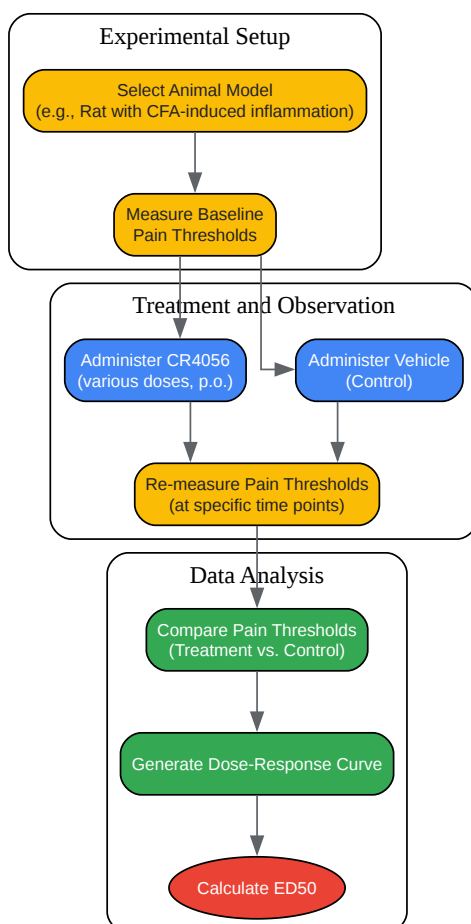 Experimental Setup
Select Animal Model
(e.g., Rat with CFA-induced inflammation)
Measure Baseline
Pain Thresholds
Treatment and Observation
Administer CR4056
(various doses, p.o.)
Administer Vehicle
(Control)
Re-measure Pain Thresholds
(at specific time points)
Data Analysis
Compare Pain Thresholds
(Treatment vs. Control)
Generate Dose-Response Curve
Calculate ED50